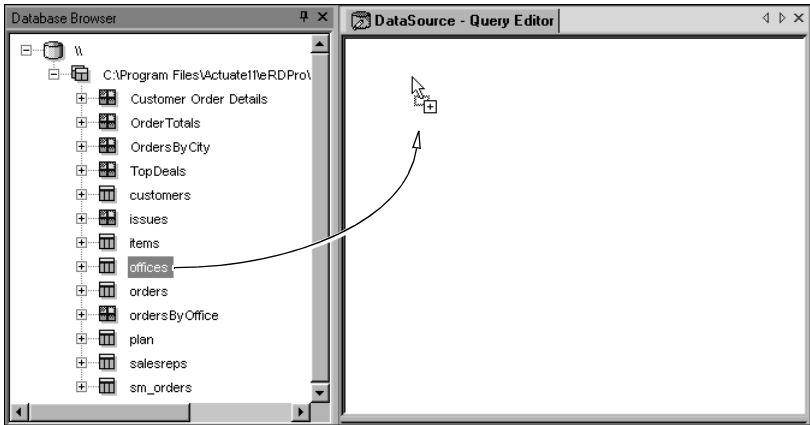 Database Browser
DataSource - Query Editor
\\
C:\Program Files\Actuate11\eRDPro\
Customer Order Details
OrderTotals
OrdersByCity
TopDeals
customers
issues
items
offices
orders
ordersByOffice
plan
salesreps
sm_orders